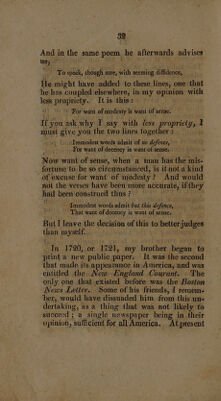 32
And in the same poem he afterwards advises
us,
To speak, though sure, with seeming diffidence,
He might have added to these lines, one that
he has coupled elsewhere, in my opinion with
less propriety. It is this:
For want of modesty is want of sense.
If you ask why I say with less propriety, I
must give you the two lines together:
Immodest words admit of no defence,
For want of decency is want of sense.
Now want of sense, when a man has the mis-
fortune to be so circumstanced, is it not a kind
of excuse for want of modesty? And would
not the verses have been more accurate, if they
had been construed thus?
Immodest words admit but this defence,
That want of decency is want of sense.
But I leave the decision of this to better judges
than myself.
In 1720, or 1721, my brother began to
print a new public paper. It was the second
that made its appearance in America, and was
entitled the New England Courant. The
only one that existed before was the Boston
News Letter. Some of his friends, I remem-
ber, would have dissuaded him from this un-
dertaking, as a thing that was not likely to
succeed; a single newspaper being in their
opinion, sufficient for all America. At present